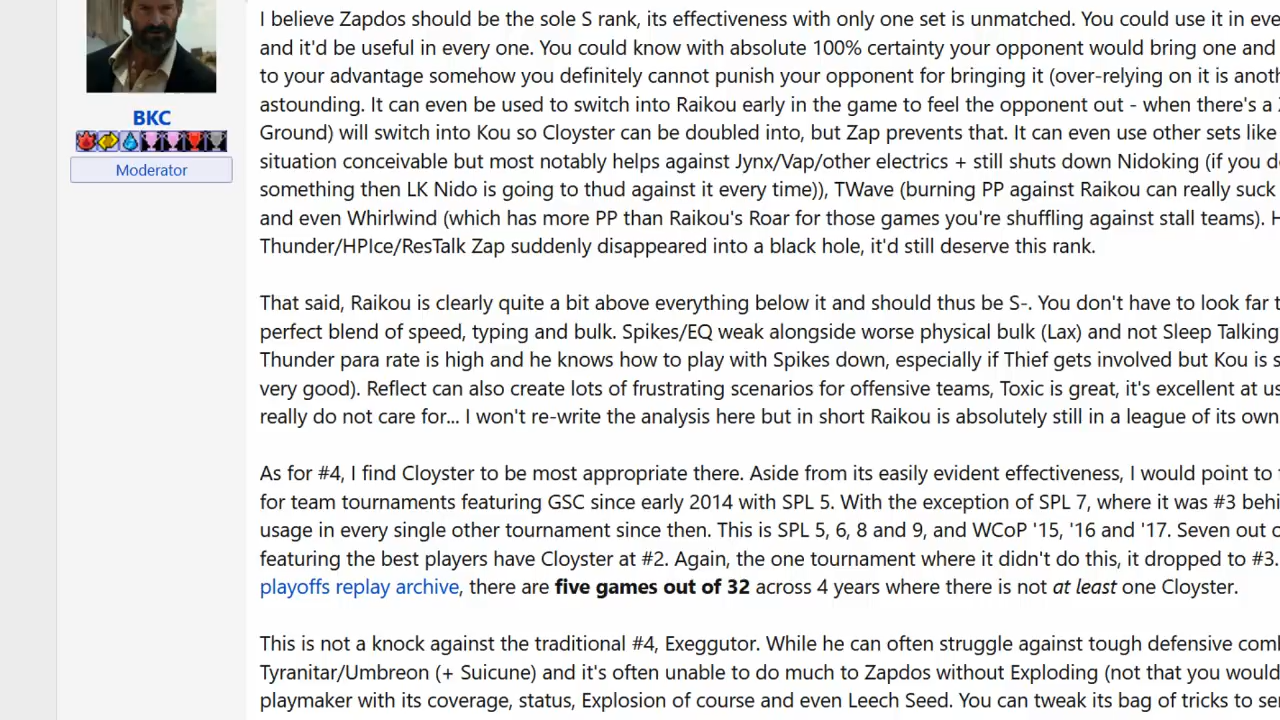 I believe Zapdos should be the sole S rank, its effectiveness with only one set is unmatched. You could use it in eve
and it'd be useful in every one. You could know with absolute 100% certainty your opponent would bring one and
to your advantage somehow you definitely cannot punish your opponent for bringing it (over-relying on it is anoth
astounding. It can even be used to switch into Raikou early in the game to feel the opponent out - when there's a
Ground) will switch into Kou so Cloyster can be doubled into, but Zap prevents that. It can even use other sets like
situation conceivable but most notably helps against Jynx/Vap/other electrics + still shuts down Nidoking (if you d
something then LK Nido is going to thud against it every time)), TWave (burning PP against Raikou can really suck
and even Whirlwind (which has more PP than Raikou's Roar for those games you're shuffling against stall teams). H
Thunder/HPIce/ResTalk Zap suddenly disappeared into a black hole, it'd still deserve this rank.
BKC
Moderator
That said, Raikou is clearly quite a bit above everything below it and should thus be S-. You don't have to look far t
perfect blend of speed, typing and bulk. Spikes/EQ weak alongside worse physical bulk (Lax) and not Sleep Talking
Thunder para rate is high and he knows how to play with Spikes down, especially if Thief gets involved but Kou is s
very good). Reflect can also create lots of frustrating scenarios for offensive teams, Toxic is great, it's excellent at us
really do not care for... I won't re-write the analysis here but in short Raikou is absolutely still in a league of its own
As for #4, I find Cloyster to be most appropriate there. Aside from its easily evident effectiveness, I would point to
for team tournaments featuring GSC since early 2014 with SPL 5. With the exception of SPL 7, where it was #3 behi
usage in every single other tournament since then. This is SPL 5, 6, 8 and 9, and WCoP '15, '16 and '17. Seven out o
featuring the best players have Cloyster at #2. Again, the one tournament where it didn't do this, it dropped to #3.
playoffs replay archive, there are five games out of 32 across 4 years where there is not at least one Cloyster.
This is not a knock against the traditional #4, Exeggutor. While he can often struggle against tough defensive coml
Tyranitar/Umbreon (+ Suicune) and it's often unable to do much to Zapdos without Exploding (not that you would
playmaker with its coverage, status, Explosion of course and even Leech Seed. You can tweak its bag of tricks to se